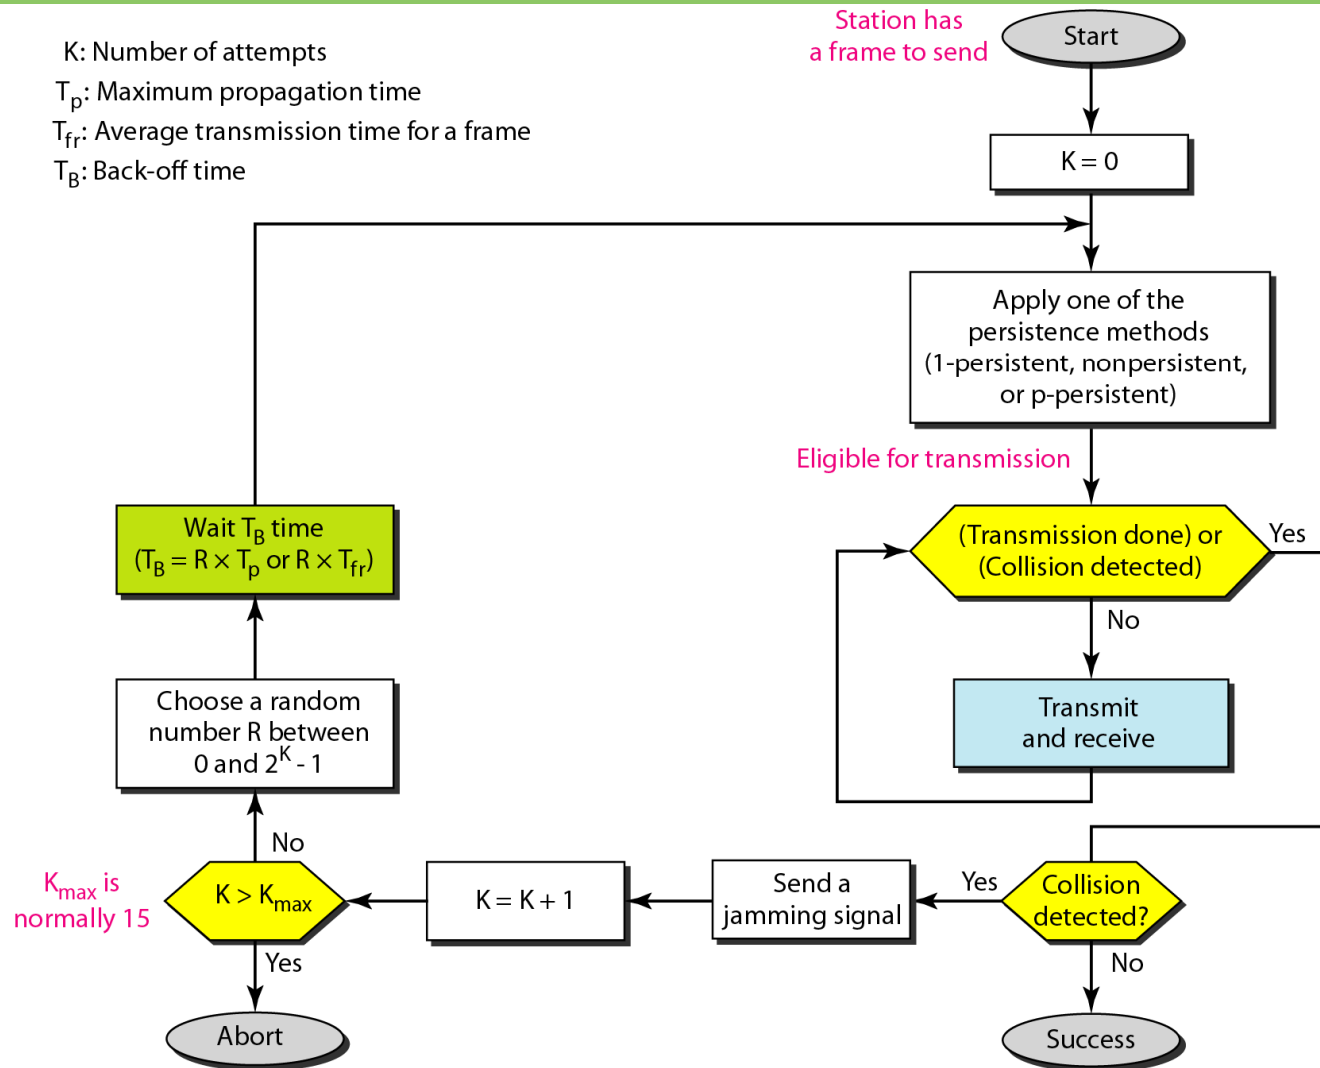 K: Number of attempts
Tp: Maximum propagation time
Tfr: Average transmission time for a frame
TB: Back-off time
Station has
a frame to send
Start
K = 0
Apply one of the
persistence methods
(1-persistent, nonpersistent,
or p-persistent)
Eligible for transmission
(Transmission done) or
(Collision detected)
Yes
No
Transmit
and receive
Collision
detected?
Yes
No
Success
Send a
jamming signal
K = K + 1
Kmax is
normally 15
K > Kmax
Yes
Abort
No
Choose a random
number R between
0 and 2^K - 1
Wait TB time
(TB = R × Tp or R × Tfr)